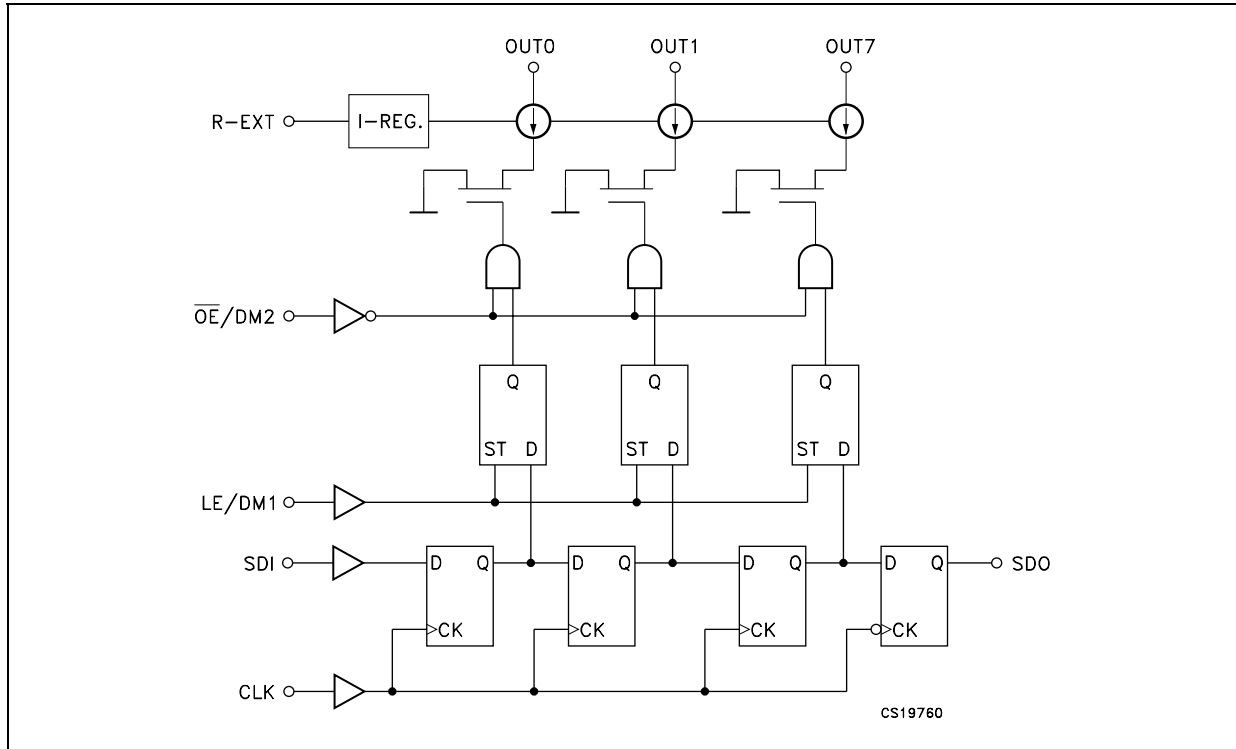 OUT0 OUT1 OUT7
R-EXT I-REG.
OE/DM2
Q Q Q
ST D ST D ST D
LE/DM1
SDI D Q D Q D Q D Q SDO
CK CK CK CK
CLK
CS19760